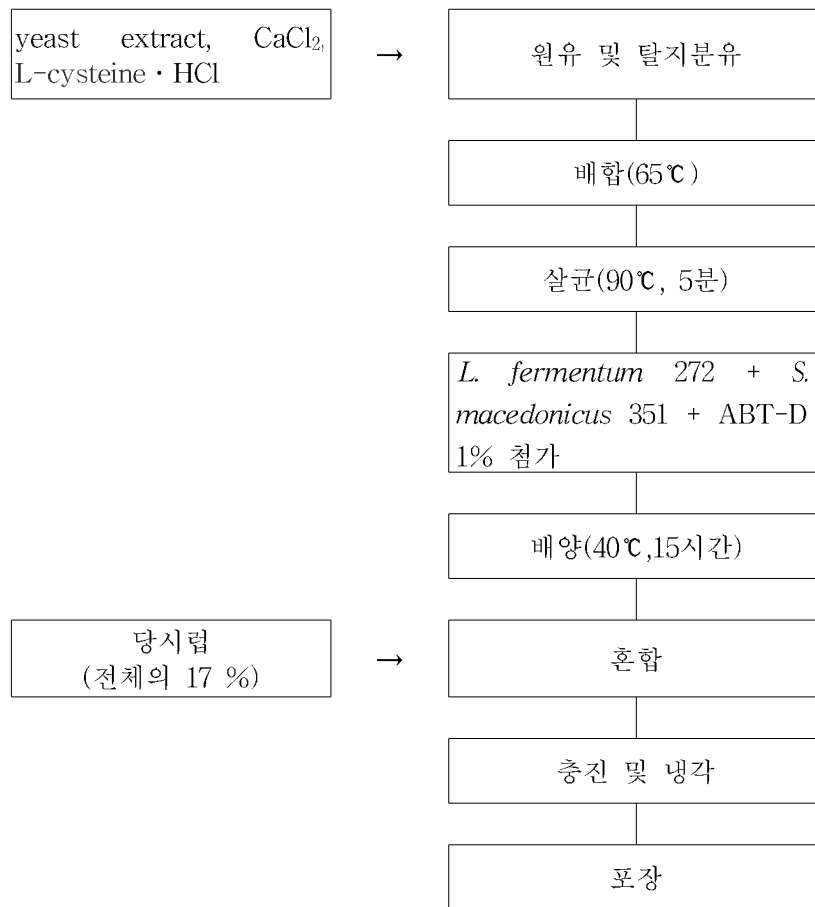 yeast extract, CaCl₂,
L-cysteine · HCl
→
원유 및 탈지분유
배합(65℃)
살균(90℃, 5분)
L. fermentum 272 + S.
macedonicus 351 + ABT-D
1% 첨가
배양(40℃,15시간)
당시럽
(전체의 17 %)
→
혼합
충진 및 냉각
포장